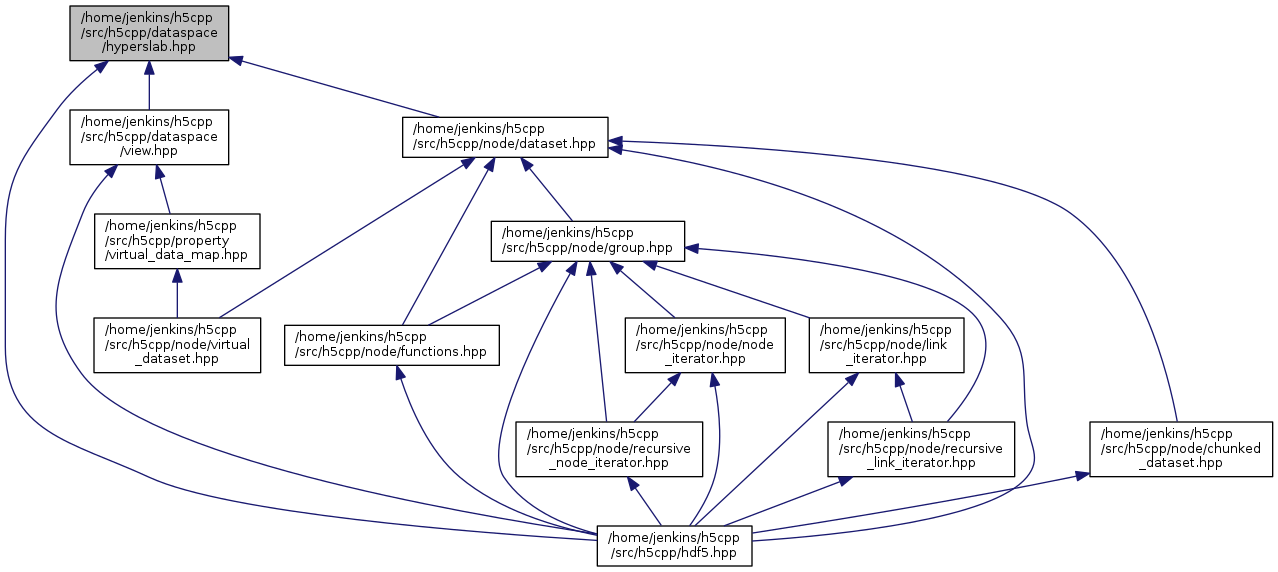 /home/jenkins/h5cpp
/src/h5cpp/dataspace
/hyperslab.hpp
/home/jenkins/h5cpp
/src/h5cpp/dataspace
/view.hpp
/home/jenkins/h5cpp
/src/h5cpp/node/dataset.hpp
/home/jenkins/h5cpp
/src/h5cpp/property
/virtual_data_map.hpp
/home/jenkins/h5cpp
/src/h5cpp/node/group.hpp
/home/jenkins/h5cpp
/src/h5cpp/node/virtual
_dataset.hpp
/home/jenkins/h5cpp
/src/h5cpp/node/functions.hpp
/home/jenkins/h5cpp
/src/h5cpp/node/node
_iterator.hpp
/home/jenkins/h5cpp
/src/h5cpp/node/link
_iterator.hpp
/home/jenkins/h5cpp
/src/h5cpp/node/recursive
_node_iterator.hpp
/home/jenkins/h5cpp
/src/h5cpp/node/recursive
_link_iterator.hpp
/home/jenkins/h5cpp
/src/h5cpp/node/chunked
_dataset.hpp
/home/jenkins/h5cpp
/src/h5cpp/hdf5.hpp